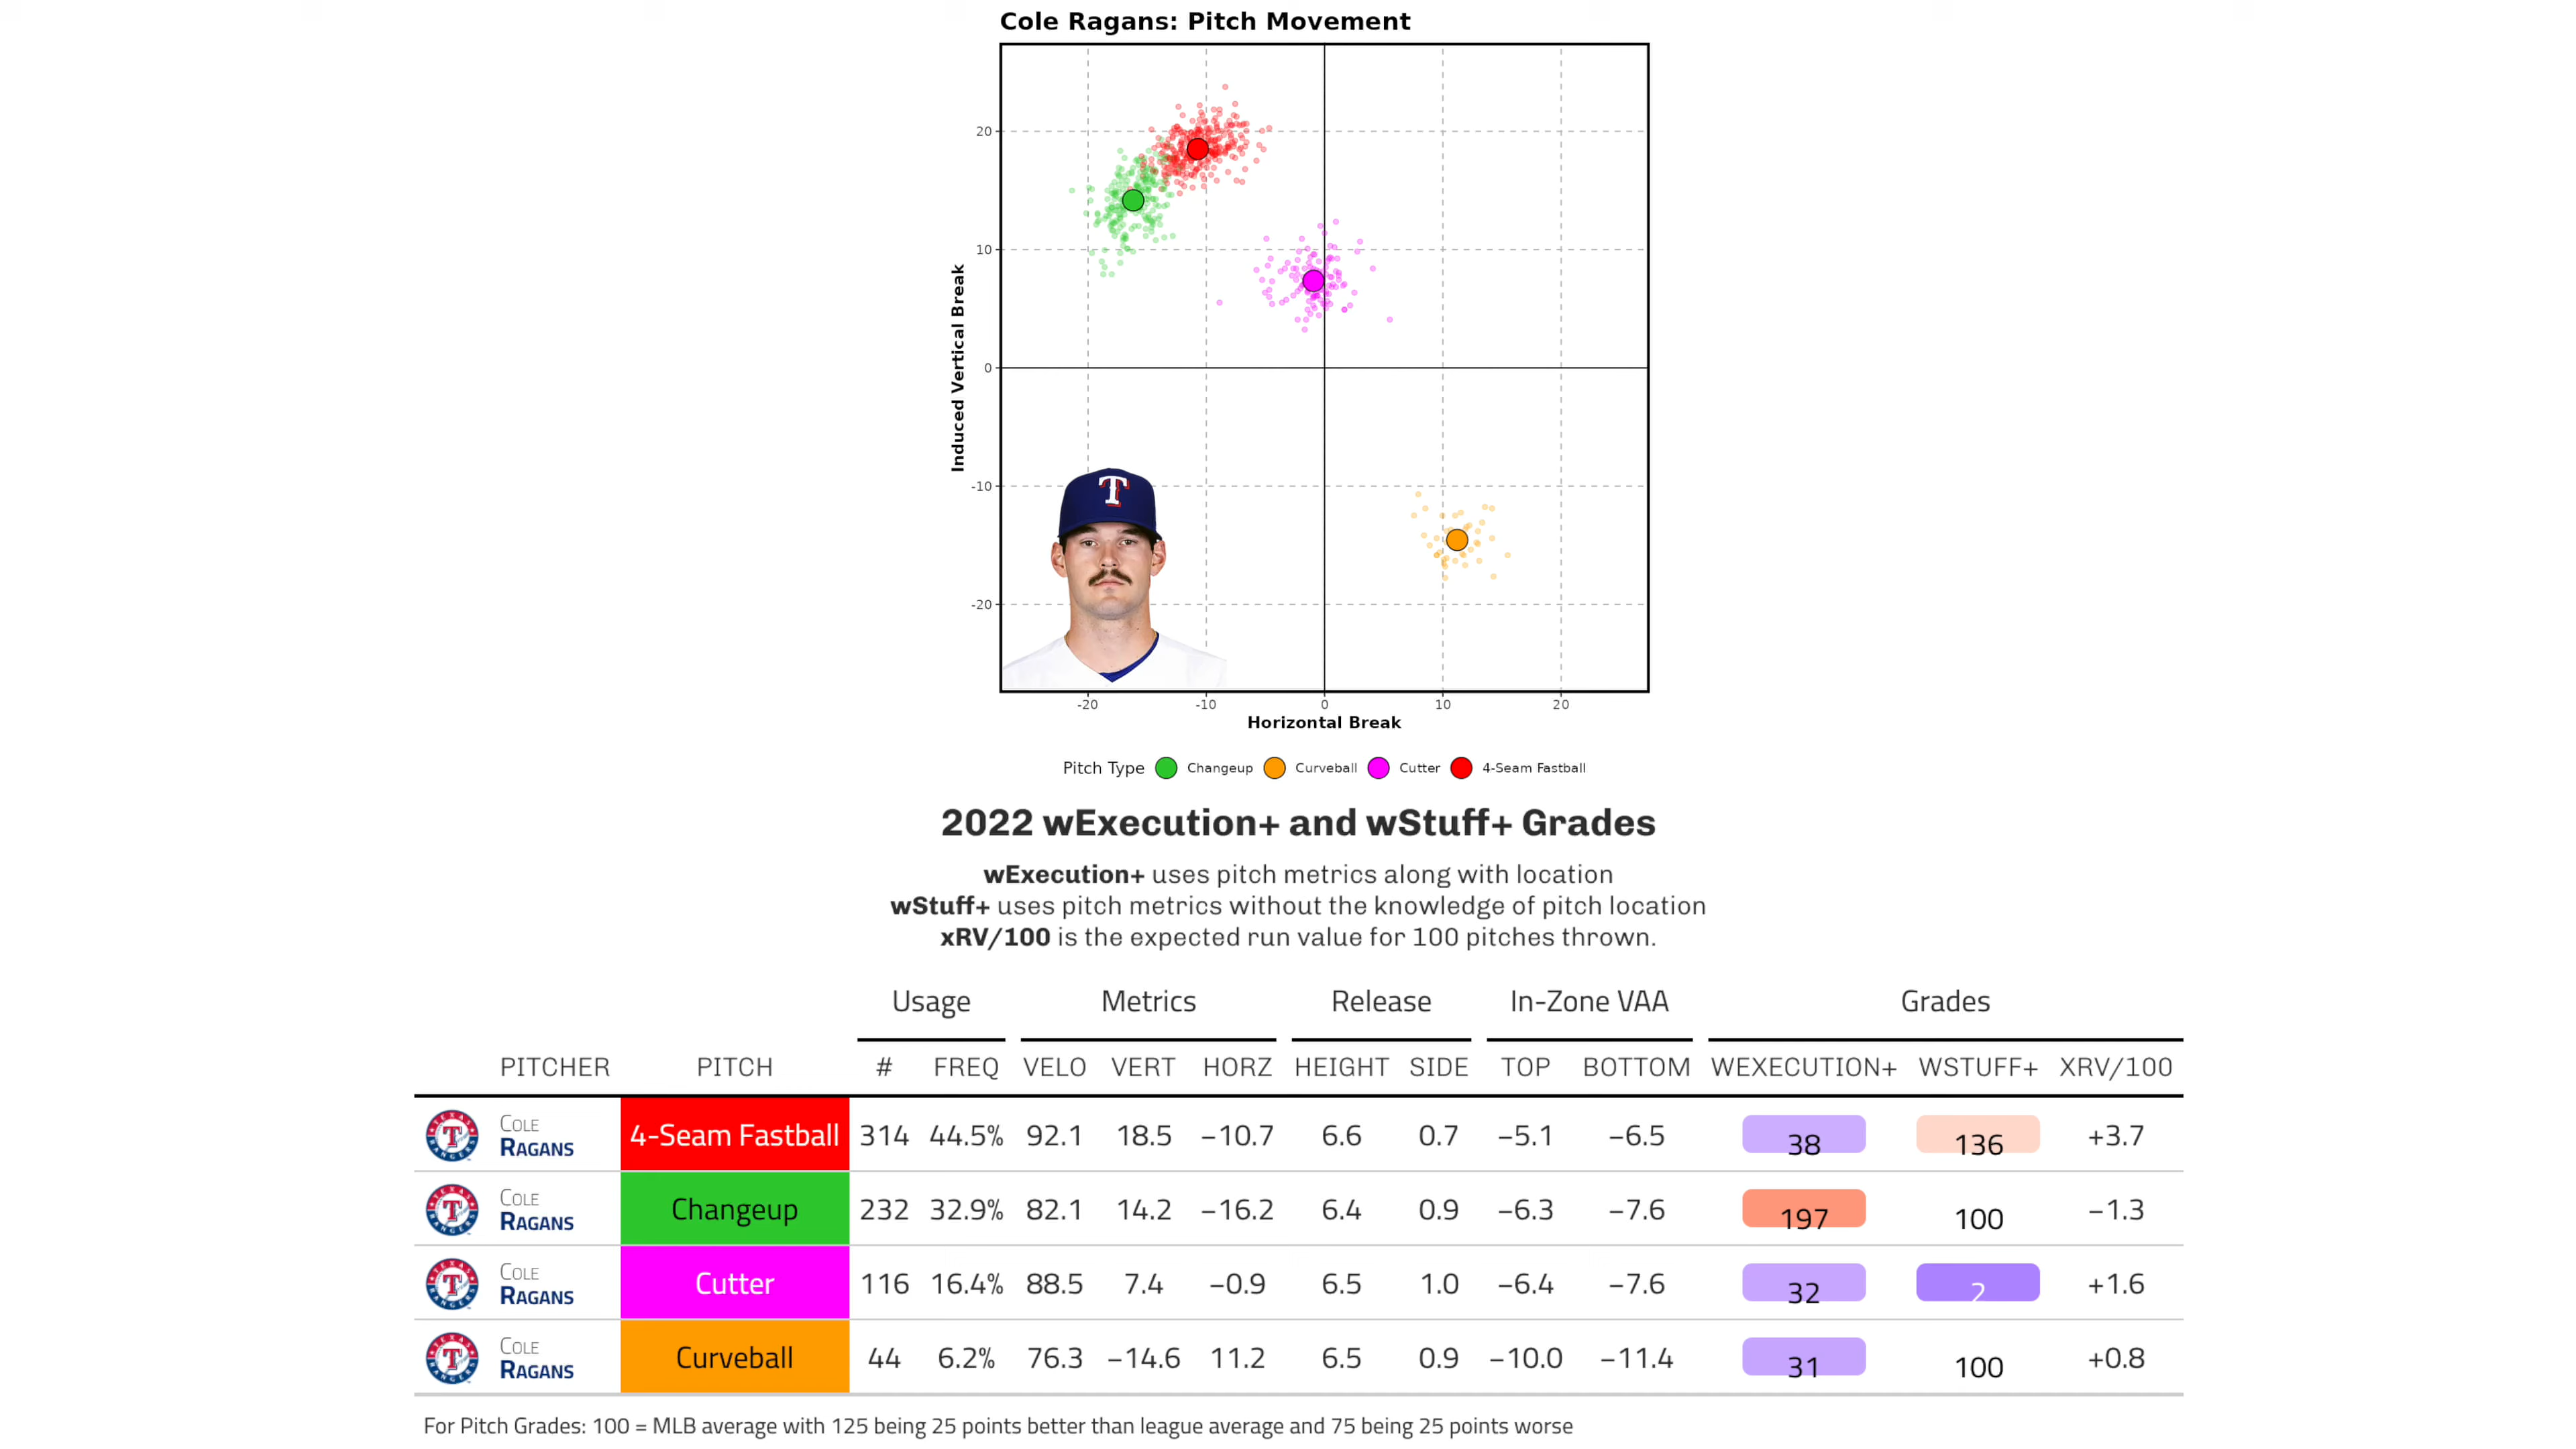 Cole Ragans: Pitch Movement
Induced Vertical Break
20
10
0
-10
-20
T
-20 -10 0 10 20
Horizontal Break
Pitch Type Changeup Curveball Cutter 4-Seam Fastball
2022 wExecution+ and wStuff+ Grades
wExecution+ uses pitch metrics along with location
wStuff+ uses pitch metrics without the knowledge of pitch location
xRV/100 is the expected run value for 100 pitches thrown.
Usage Metrics Release In-Zone VAA Grades
PITCHER PITCH # FREQ VELO VERT HORZ HEIGHT SIDE TOP BOTTOM WEXECUTION+ WSTUFF+ XRV/100
COLE RAGANS 4-Seam Fastball 314 44.5% 92.1 18.5 −10.7 6.6 0.7 −5.1 −6.5 38 136 +3.7
COLE RAGANS Changeup 232 32.9% 82.1 14.2 −16.2 6.4 0.9 −6.3 −7.6 197 100 −1.3
COLE RAGANS Cutter 116 16.4% 88.5 7.4 −0.9 6.5 1.0 −6.4 −7.6 32 2 +1.6
COLE RAGANS Curveball 44 6.2% 76.3 −14.6 11.2 6.5 0.9 −10.0 −11.4 31 100 +0.8
For Pitch Grades: 100 = MLB average with 125 being 25 points better than league average and 75 being 25 points worse